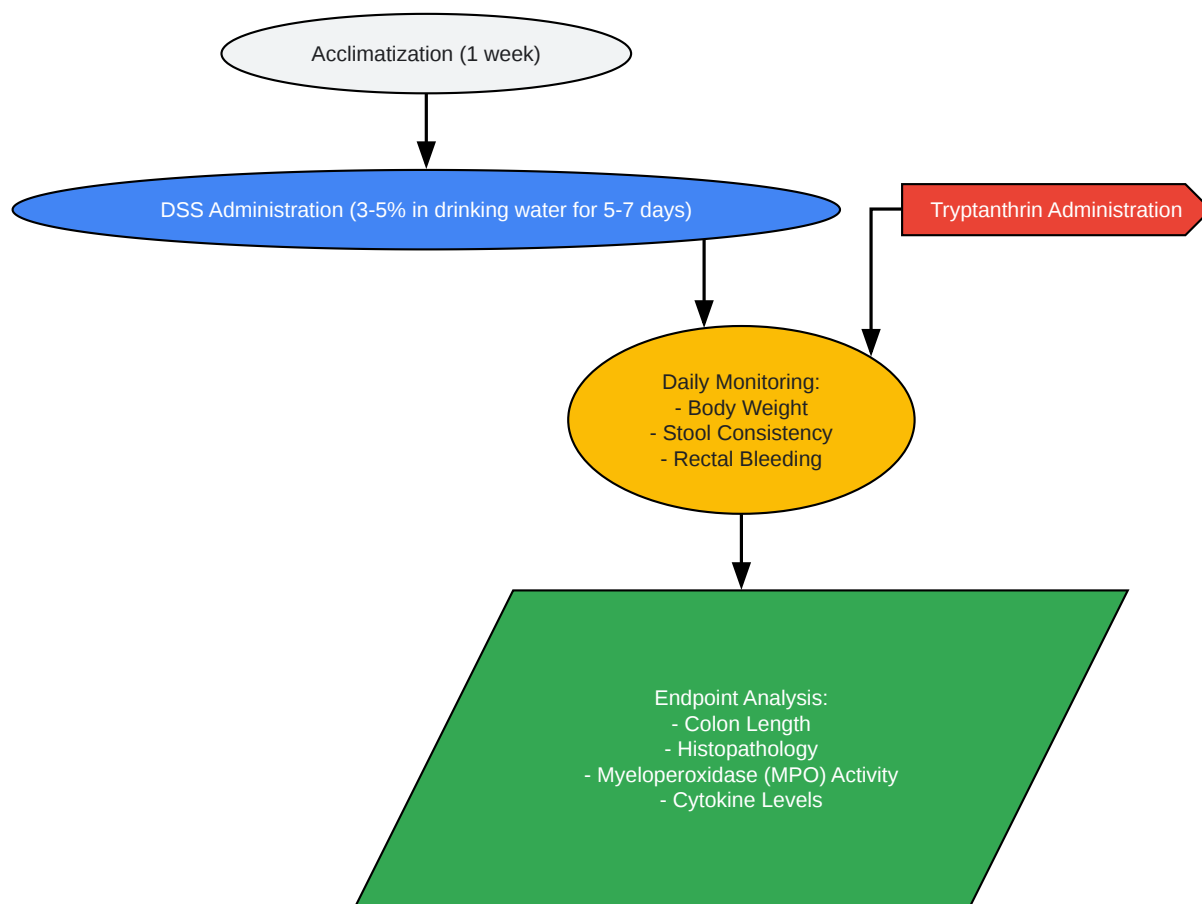 Acclimatization (1 week)
DSS Administration (3-5% in drinking water for 5-7 days)
Tryptanthrin Administration
Daily Monitoring:
- Body Weight
- Stool Consistency
- Rectal Bleeding
Endpoint Analysis:
- Colon Length
- Histopathology
- Myeloperoxidase (MPO) Activity
- Cytokine Levels